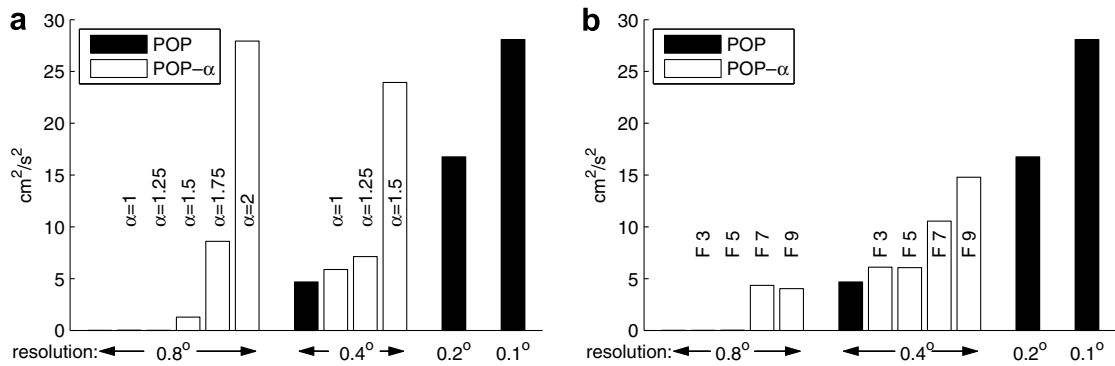 a
30
25
20
15
10
5
0
cm²/s²
POP
POP–α
α=1
α=1.25
α=1.5
α=1.75
α=2
α=1
α=1.25
α=1.5
resolution: 0.8° 0.4° 0.2° 0.1°
b
30
25
20
15
10
5
0
cm²/s²
POP
POP–α
F 3
F 5
F 7
F 9
F 3
F 5
F 7
F 9
resolution: 0.8° 0.4° 0.2° 0.1°